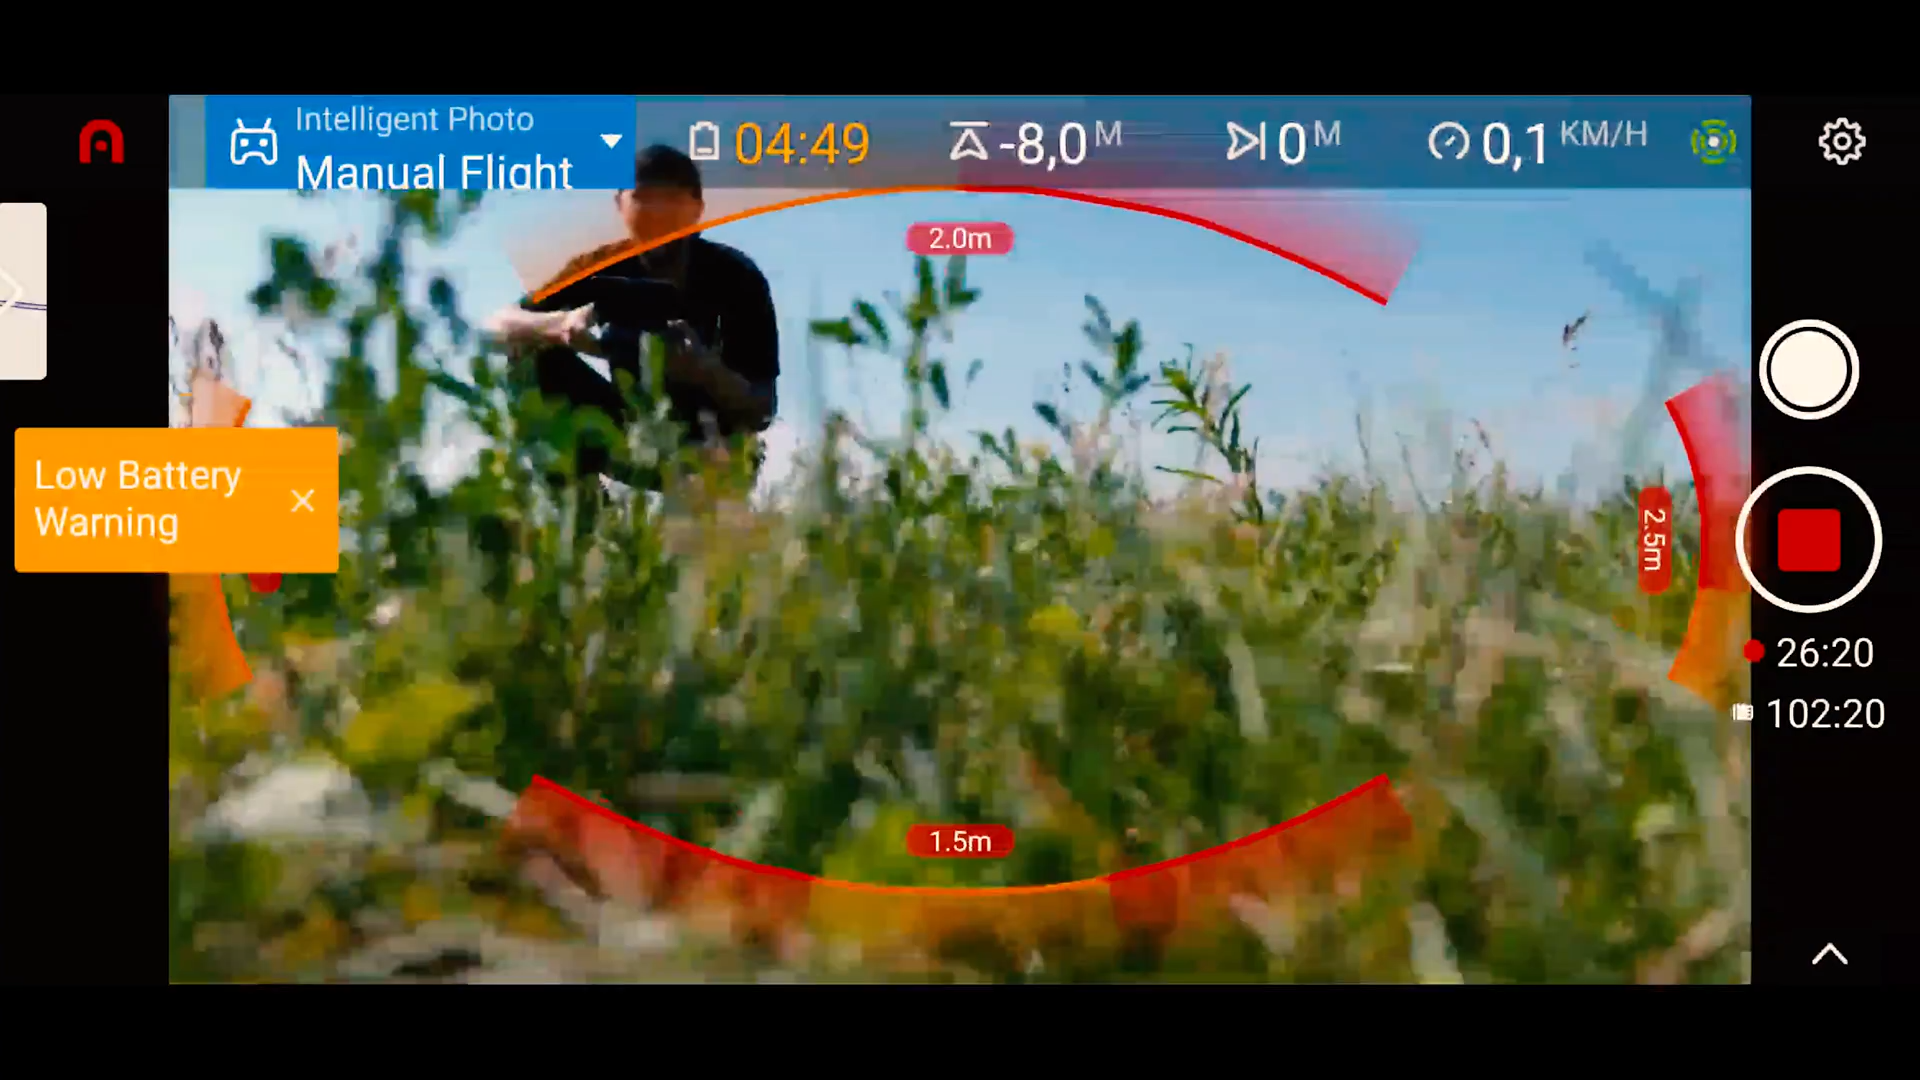 Intelligent Photo
Manual Flight
04:49
-8,0 M
0 M
0,1 KM/H
2.0m
Low Battery
Warning
2.5m
26:20
102:20
1.5m